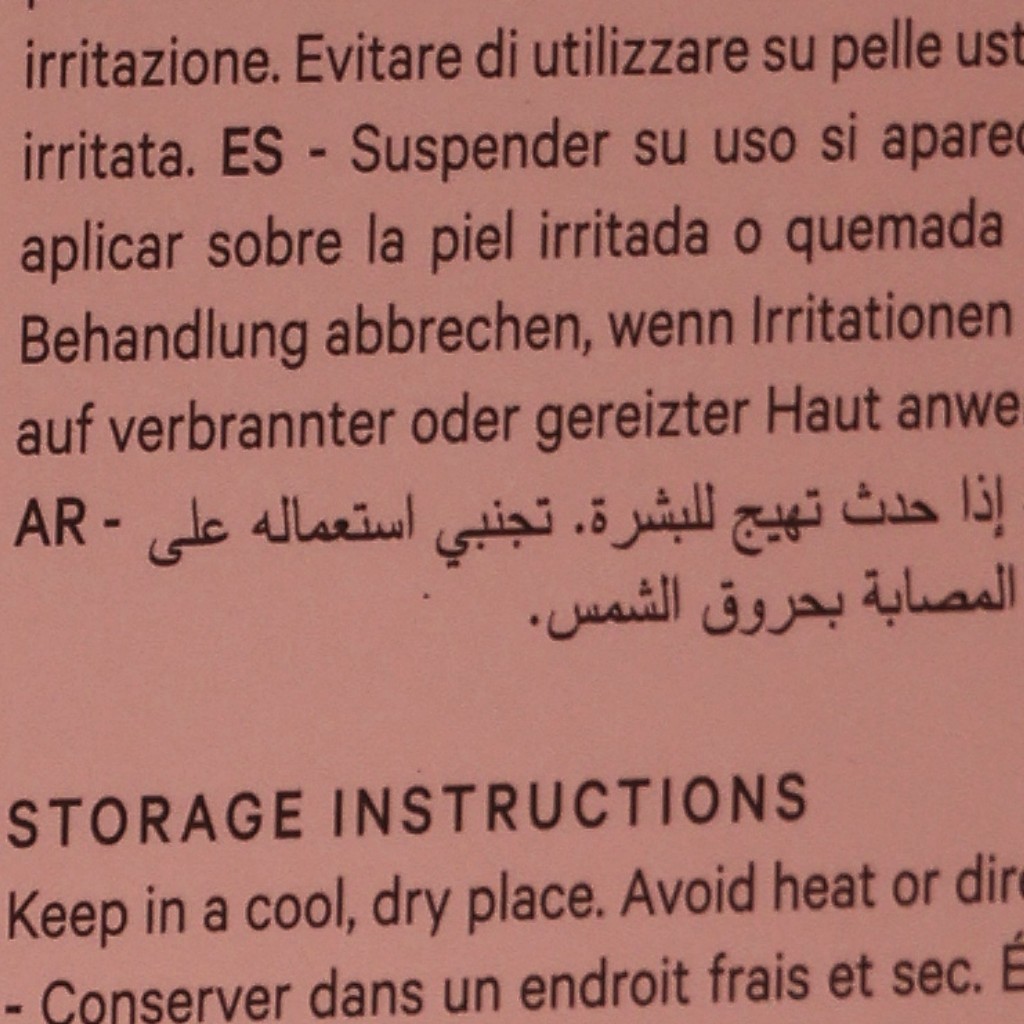 irritazione. Evitare di utilizzare su pelle ust
irritata. ES - Suspender su uso si aparec
aplicar sobre la piel irritada o quemada
Behandlung abbrechen, wenn Irritationen
auf verbrannter oder gereizter Haut anwe
AR - إذا حدث تهيج للبشرة. تجنبي استعماله على
المصابة بحروق الشمس.
STORAGE INSTRUCTIONS
Keep in a cool, dry place. Avoid heat or dire
- Conserver dans un endroit frais et sec. É